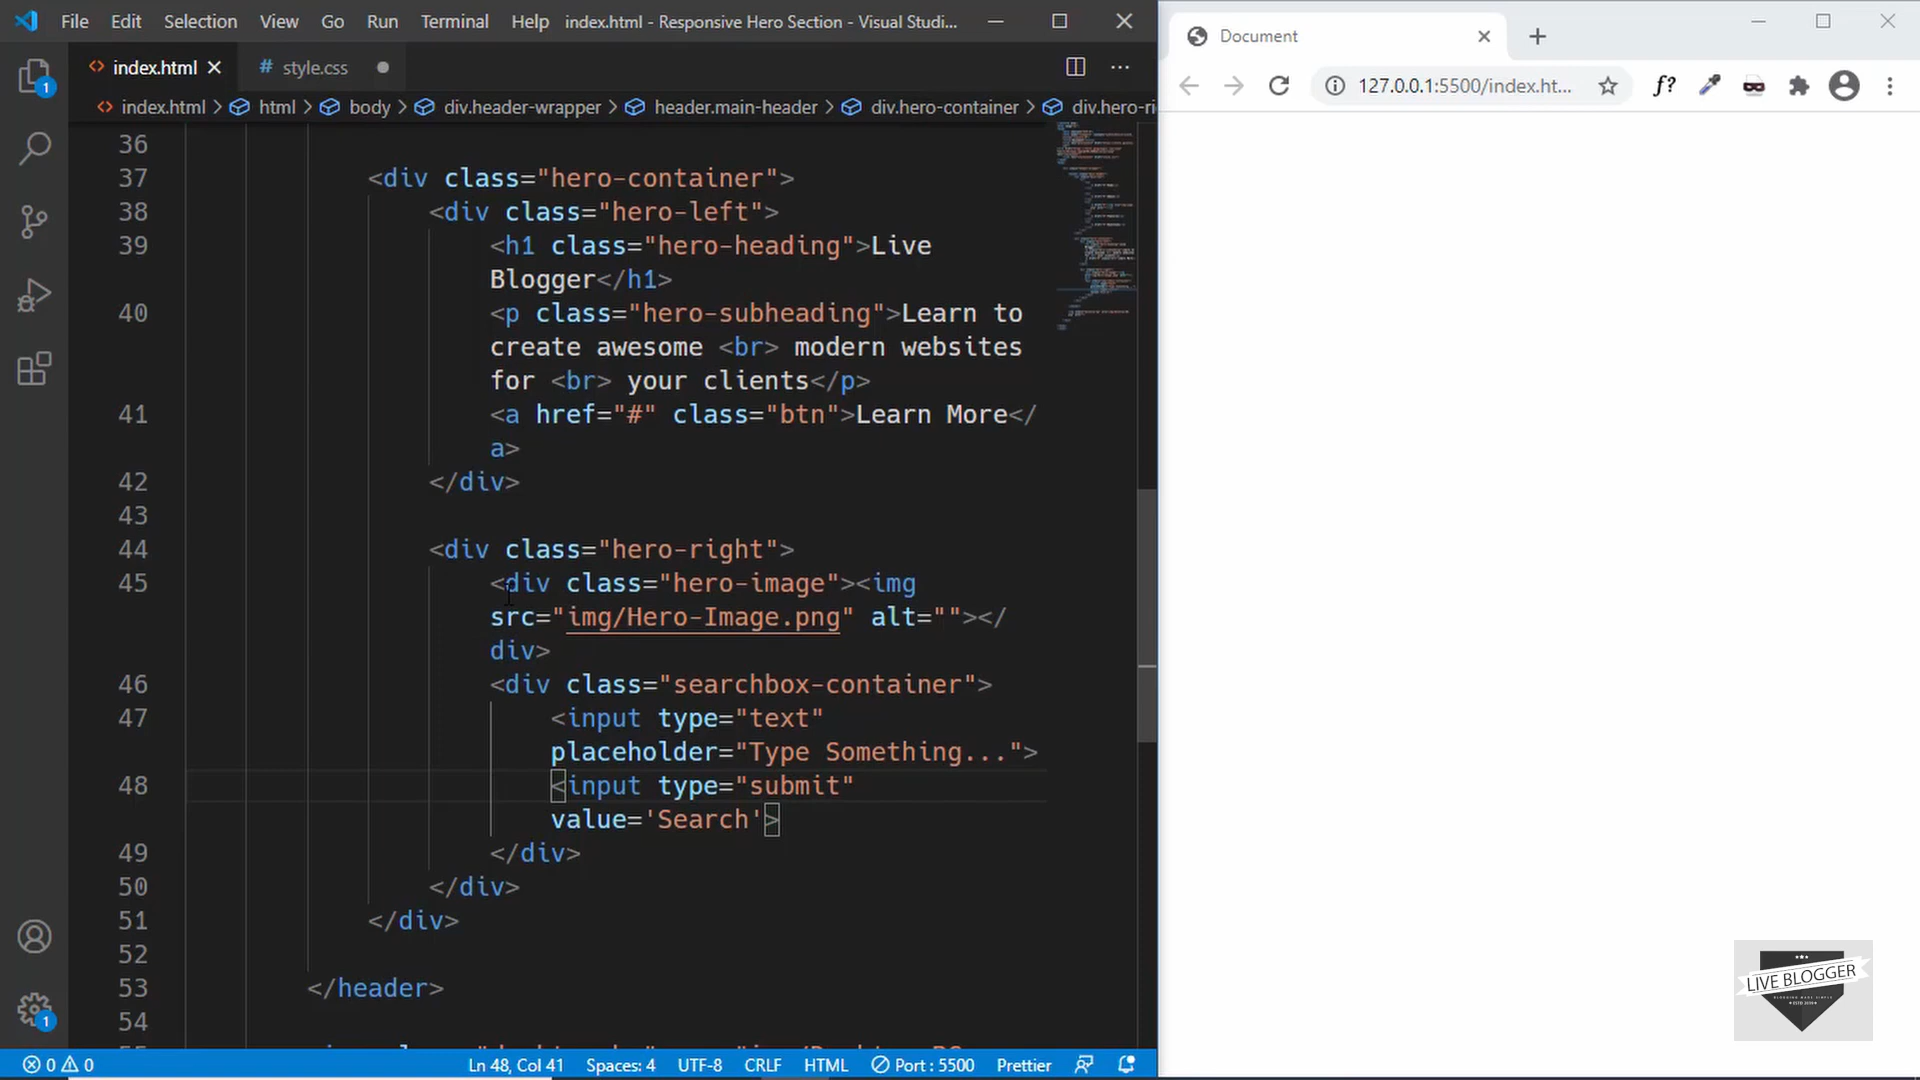 File Edit Selection View Go Run Terminal Help index.html - Responsive Hero Section - Visual Studi...
index.html # style.css
index.html > html > body > div.header-wrapper > header.main-header > div.hero-container > div.hero-ri
36
37 <div class="hero-container">
38 <div class="hero-left">
39 <h1 class="hero-heading">Live
Blogger</h1>
40 <p class="hero-subheading">Learn to
create awesome <br> modern websites
for <br> your clients</p>
41 <a href="#" class="btn">Learn More</
a>
42 </div>
43
44 <div class="hero-right">
45 <div class="hero-image"><img
src="img/Hero-Image.png" alt=""></
div>
46 <div class="searchbox-container">
47 <input type="text"
placeholder="Type Something...">
48 <input type="submit"
value='Search'>
49 </div>
50 </div>
51 </div>
52
53 </header>
54
1
1
0 0 Ln 48, Col 41 Spaces: 4 UTF-8 CRLF HTML Port : 5500 Prettier
Document
127.0.0.1:5500/index.ht...
f?
LIVE BLOGGER